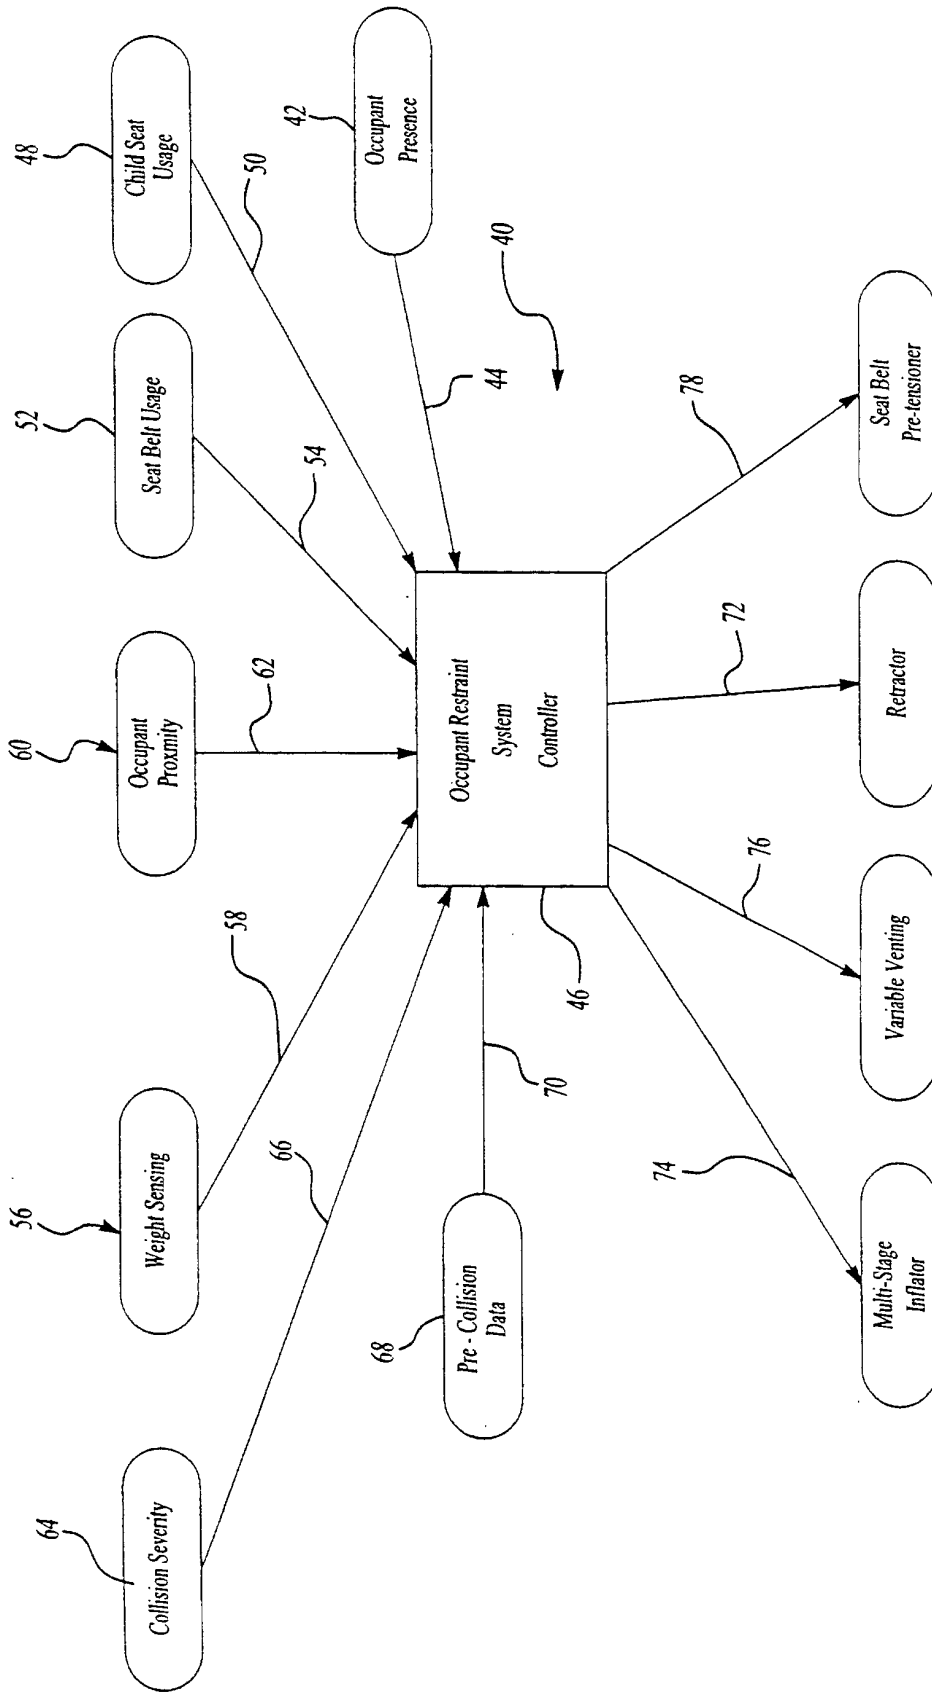 64
56
60
52
48
Collision Severity
Weight Sensing
Occupant
Proxmity
Seat Belt Usage
Child Seat
Usage
66
58
62
54
50
42
68
Pre - Collision
Data
Occupant
Presence
70
44
46
Occupant Restraint
System
Controller
40
74
76
72
78
Multi-Stage
Inflator
Variable Venting
Retractor
Seat Belt
Pre-tensioner